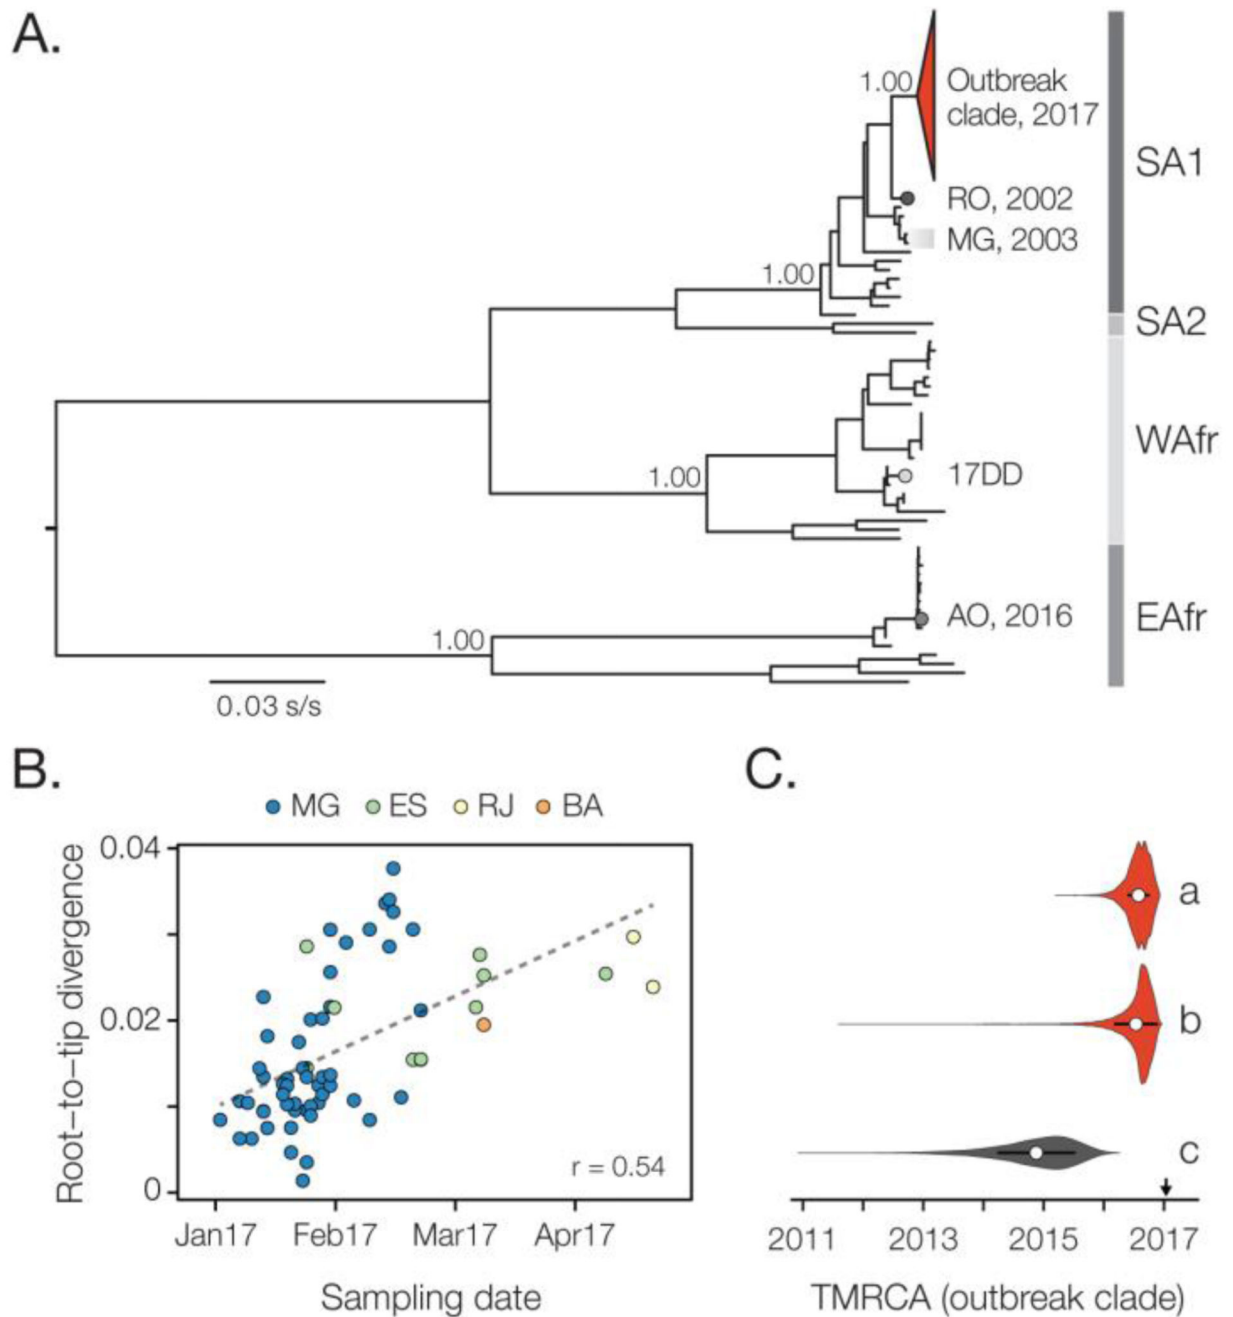 A.
1.00
Outbreak
clade, 2017
SA1
RO, 2002
MG, 2003
1.00
SA2
WAfr
1.00
17DD
AO, 2016
EAfr
1.00
0.03 s/s
B.
MG ES RJ BA
Root–to–tip divergence
0.04
0.02
0
r = 0.54
Jan17 Feb17 Mar17 Apr17
Sampling date
C.
a
b
c
2011 2013 2015 2017
TMRCA (outbreak clade)